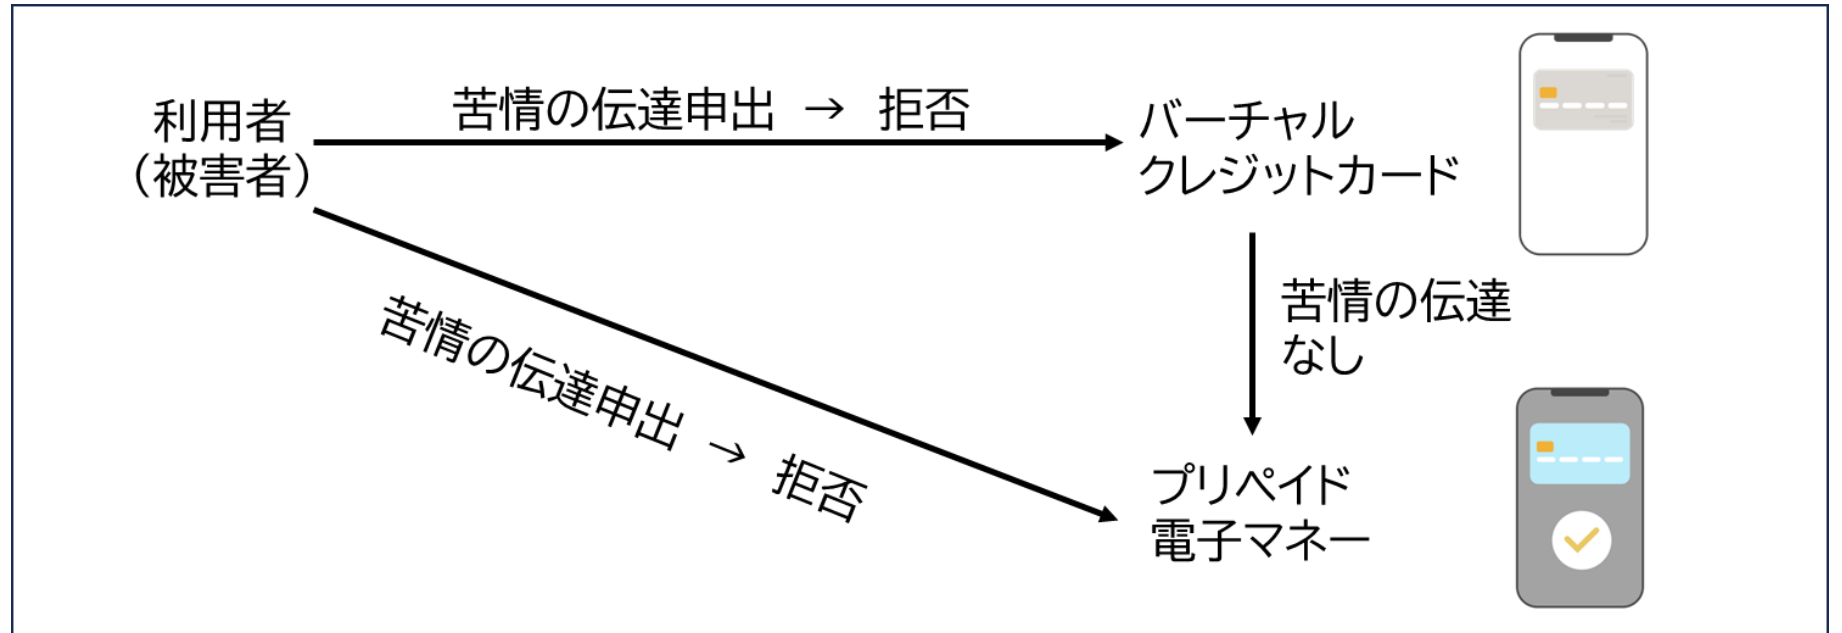 利用者
（被害者）
苦情の伝達申出 → 拒否
バーチャル
クレジットカード
苦情の伝達
なし
苦情の伝達申出 → 拒否
プリペイド
電子マネー